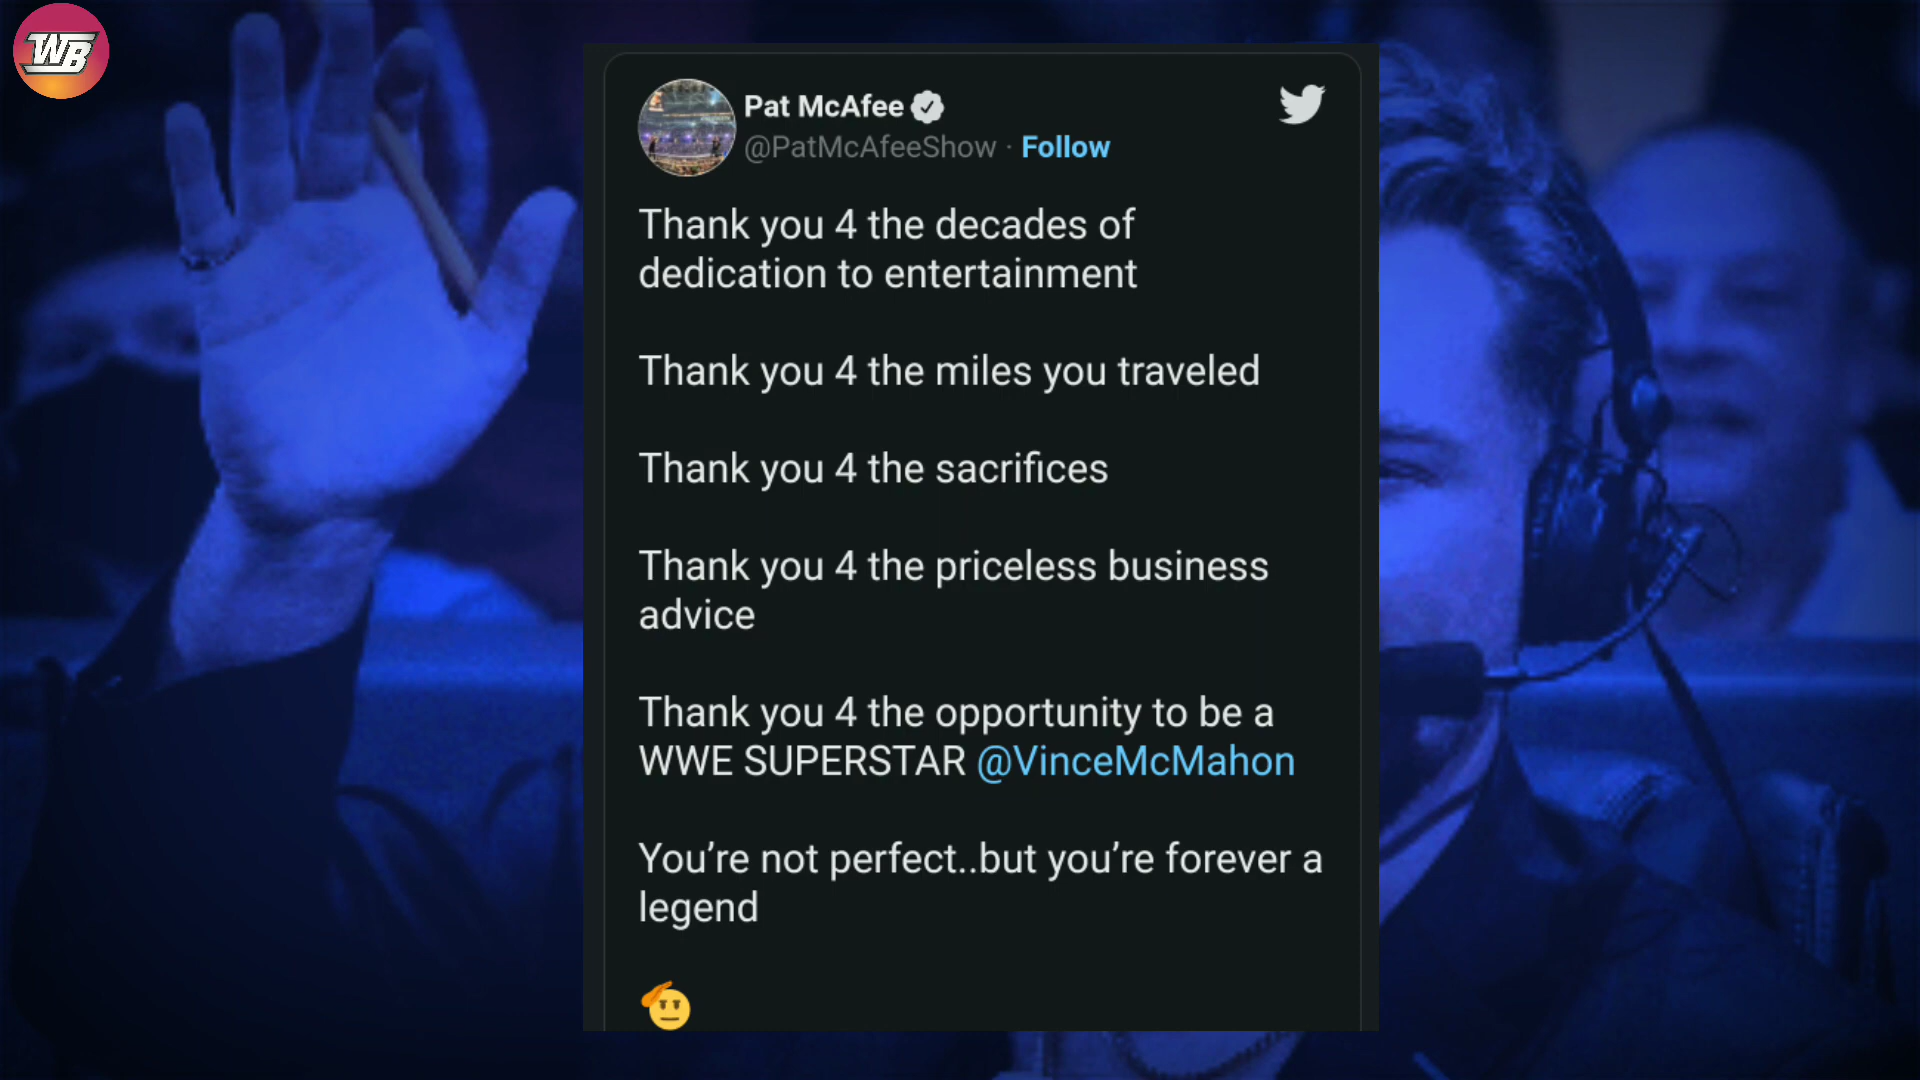 WB
Pat McAfee
@PatMcAfeeShow · Follow
Thank you 4 the decades of
dedication to entertainment
Thank you 4 the miles you traveled
Thank you 4 the sacrifices
Thank you 4 the priceless business
advice
Thank you 4 the opportunity to be a
WWE SUPERSTAR @VinceMcMahon
You’re not perfect..but you’re forever a
legend